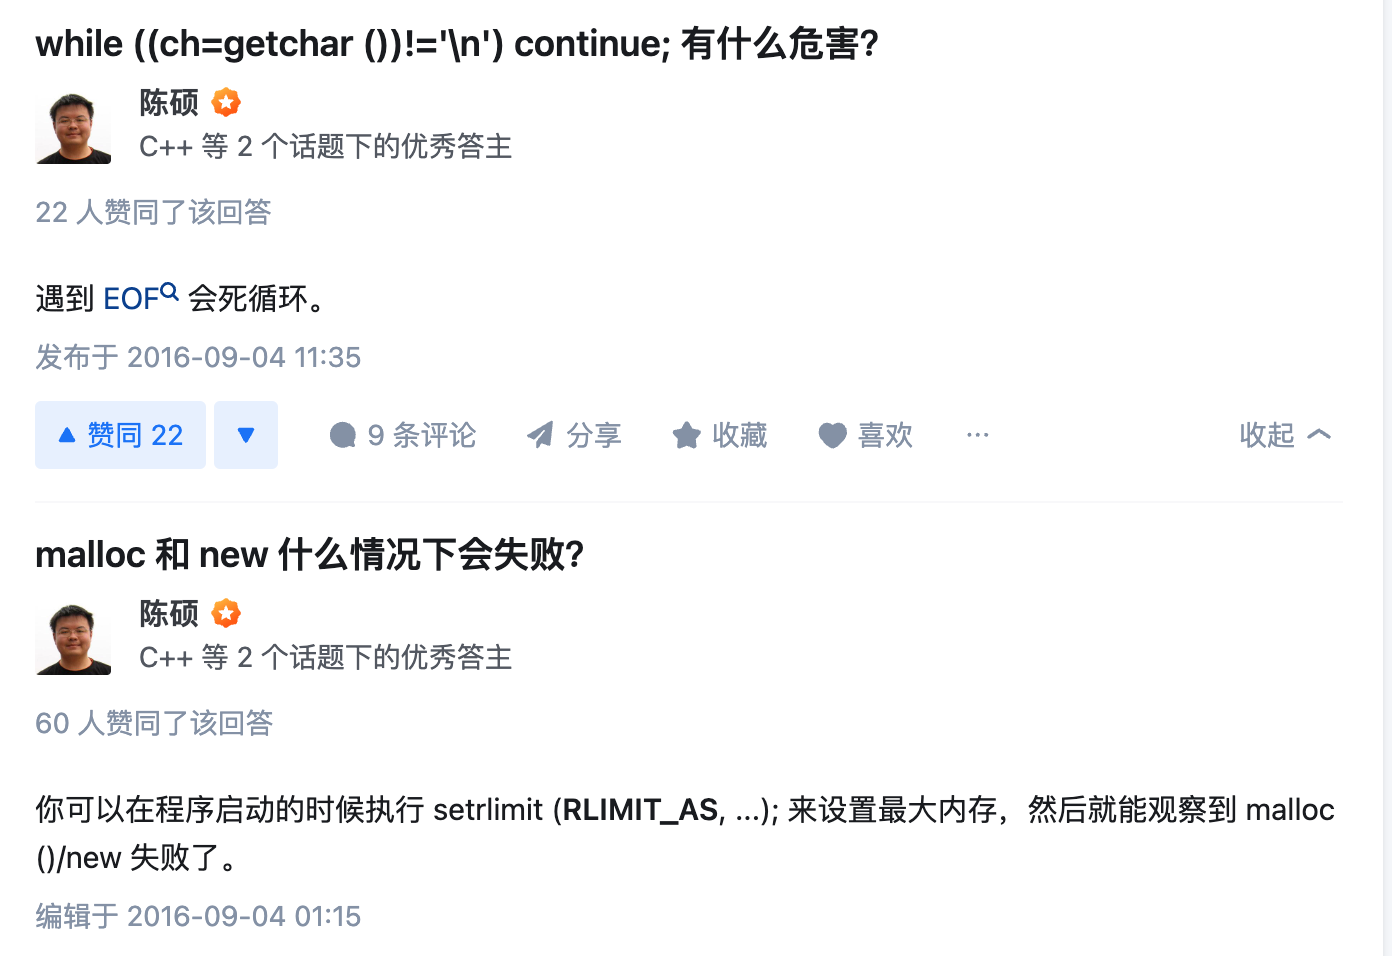 while ((ch=getchar ())!='\n') continue; 有什么危害?
陈硕
C++ 等 2 个话题下的优秀答主
22 人赞同了该回答
遇到 EOF 会死循环。
发布于 2016-09-04 11:35
赞同 22 9 条评论 分享 收藏 喜欢 ··· 收起
malloc 和 new 什么情况下会失败?
陈硕
C++ 等 2 个话题下的优秀答主
60 人赞同了该回答
你可以在程序启动的时候执行 setrlimit (RLIMIT_AS, ...); 来设置最大内存，然后就能观察到 malloc
()/new 失败了。
编辑于 2016-09-04 01:15